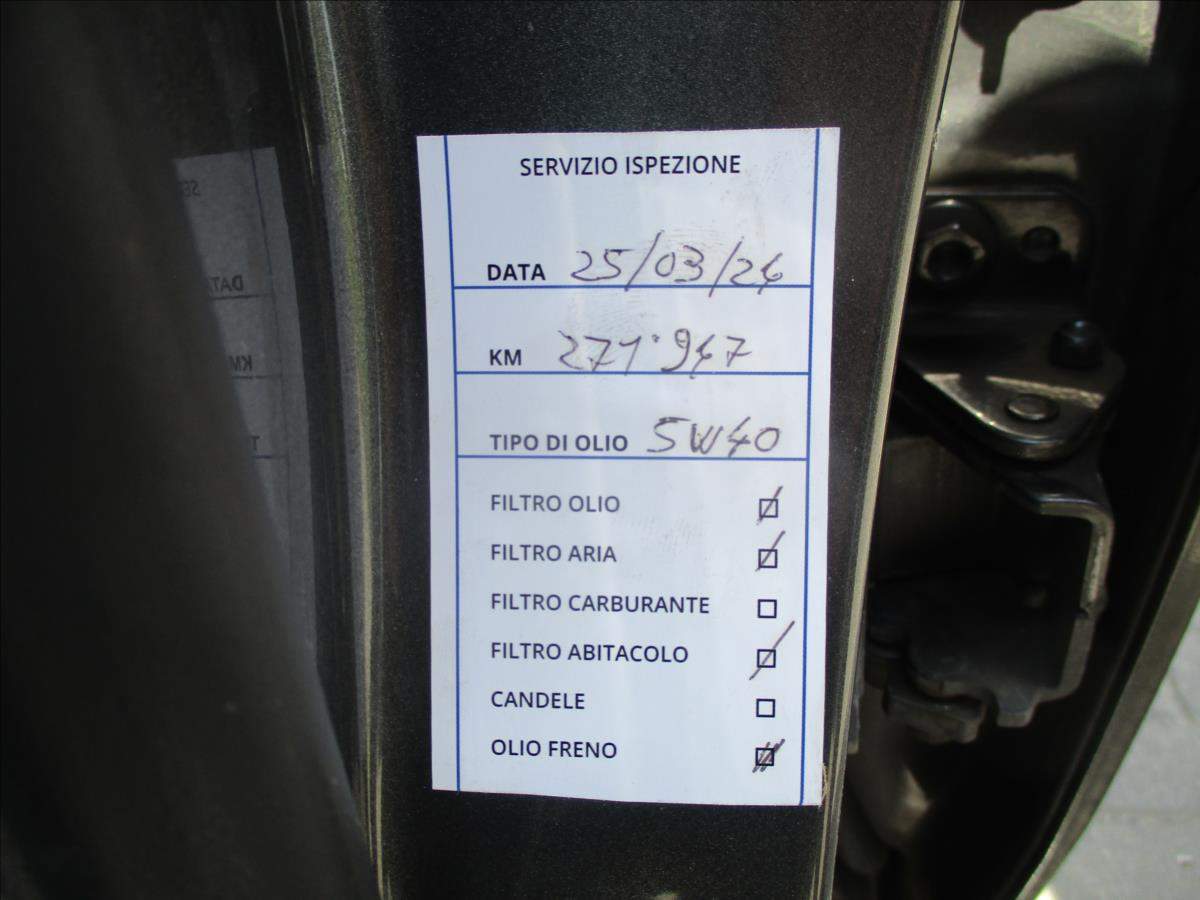 SERVIZIO ISPEZIONE
DATA 25/03/24
KM 271'947
TIPO DI OLIO 5W40
FILTRO OLIO
FILTRO ARIA
FILTRO CARBURANTE
FILTRO ABITACOLO
CANDELE
OLIO FRENO